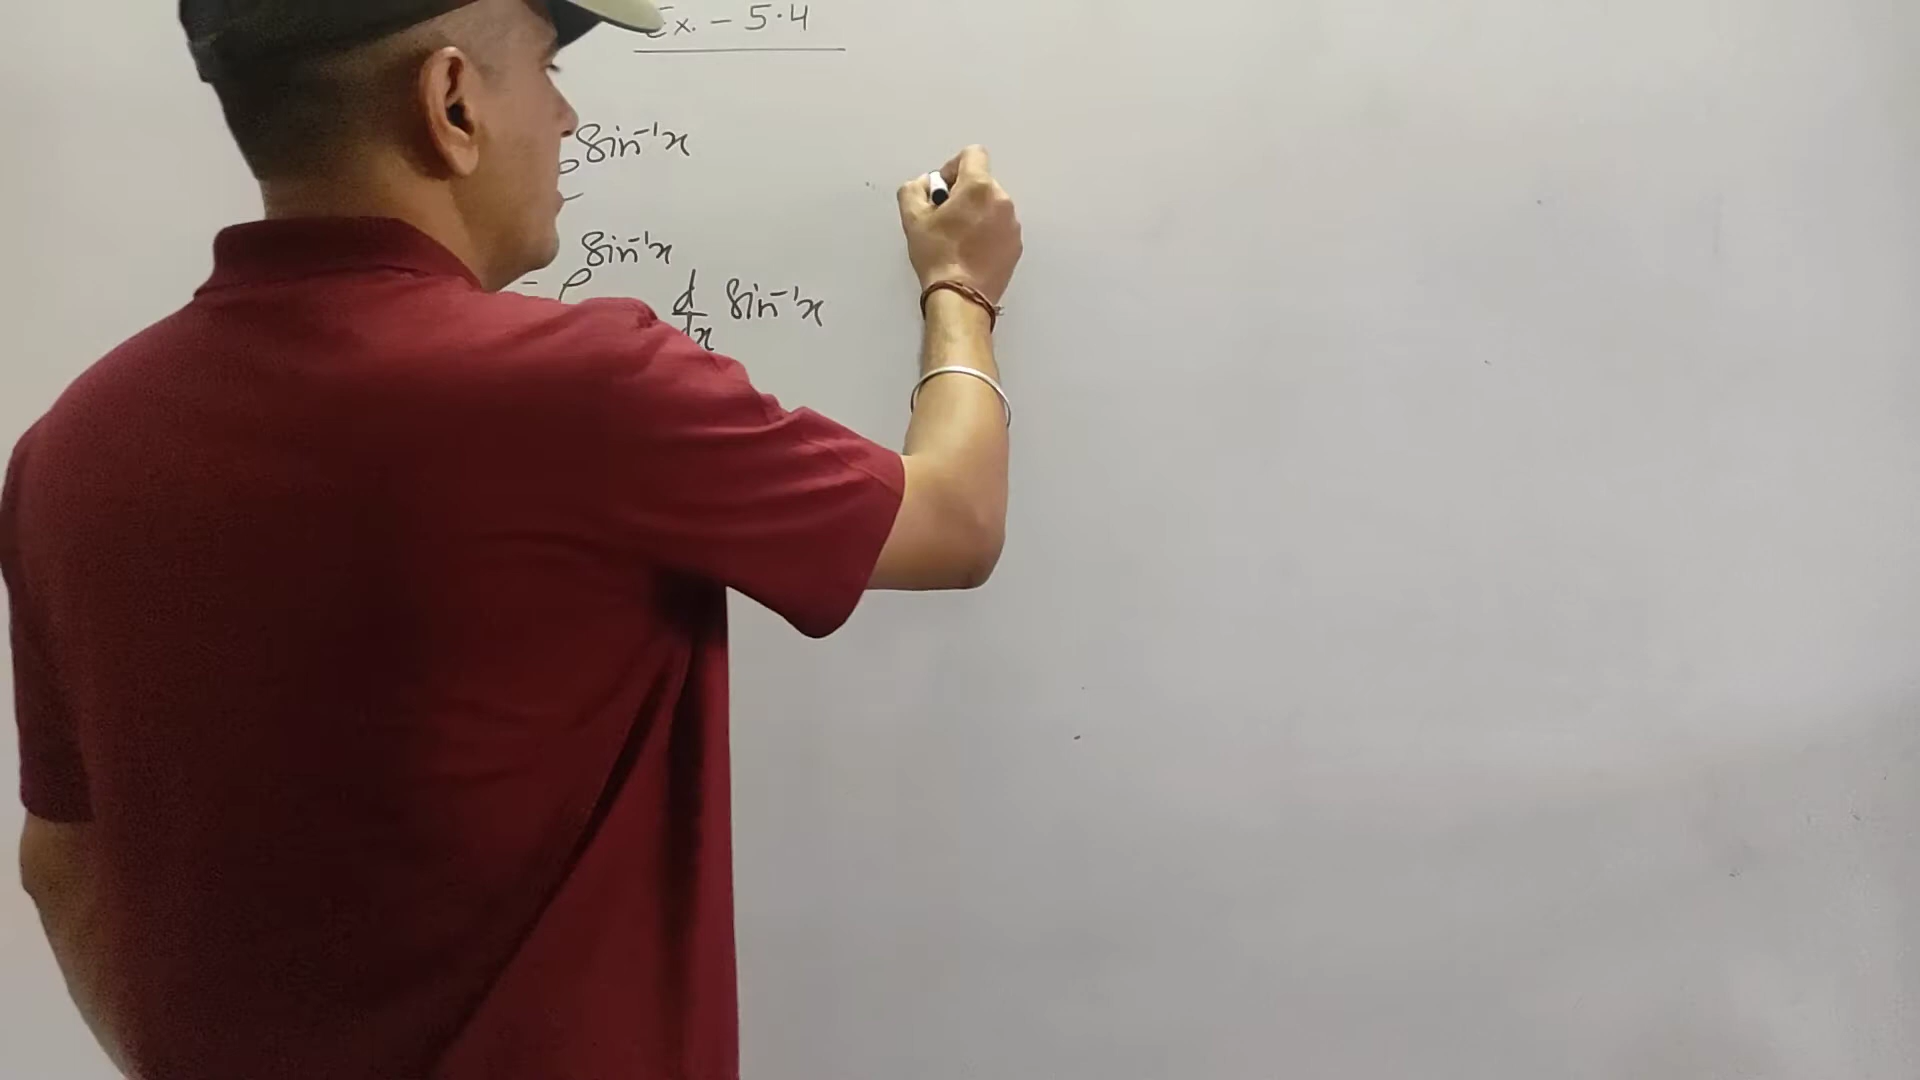 Ex. - 5.4
e sin⁻¹x
= e sin⁻¹x d/dx sin⁻¹x